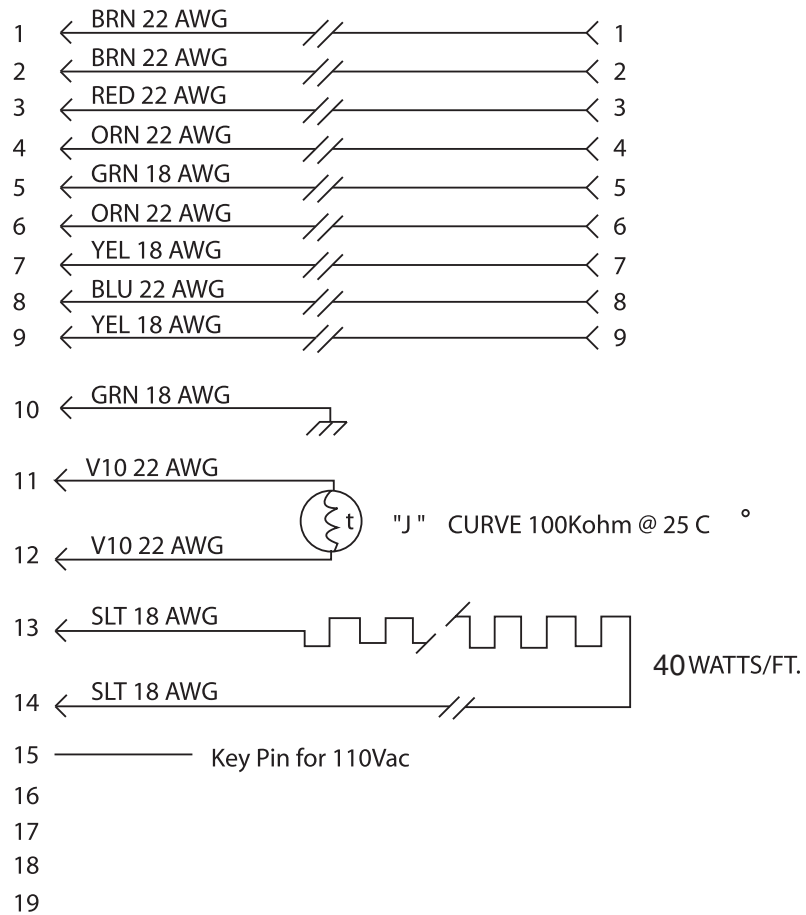 1 BRN 22 AWG 1
2 BRN 22 AWG 2
3 RED 22 AWG 3
4 ORN 22 AWG 4
5 GRN 18 AWG 5
6 ORN 22 AWG 6
7 YEL 18 AWG 7
8 BLU 22 AWG 8
9 YEL 18 AWG 9
10 GRN 18 AWG
11 V10 22 AWG
t "J" CURVE 100Kohm @ 25 C °
12 V10 22 AWG
13 SLT 18 AWG
40 WATTS/FT.
14 SLT 18 AWG
15 Key Pin for 110Vac
16
17
18
19